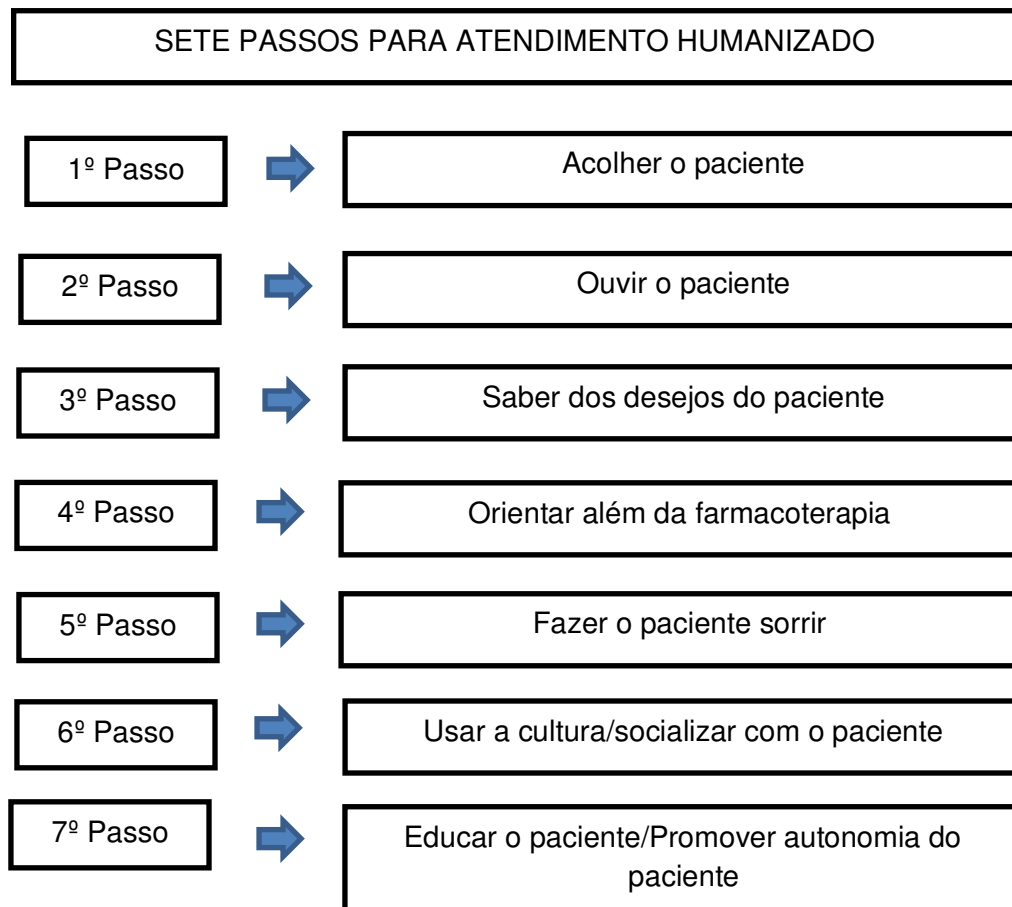 SETE PASSOS PARA ATENDIMENTO HUMANIZADO
1º Passo
Acolher o paciente
2º Passo
Ouvir o paciente
3º Passo
Saber dos desejos do paciente
4º Passo
Orientar além da farmacoterapia
5º Passo
Fazer o paciente sorrir
6º Passo
Usar a cultura/socializar com o paciente
7º Passo
Educar o paciente/Promover autonomia do
paciente